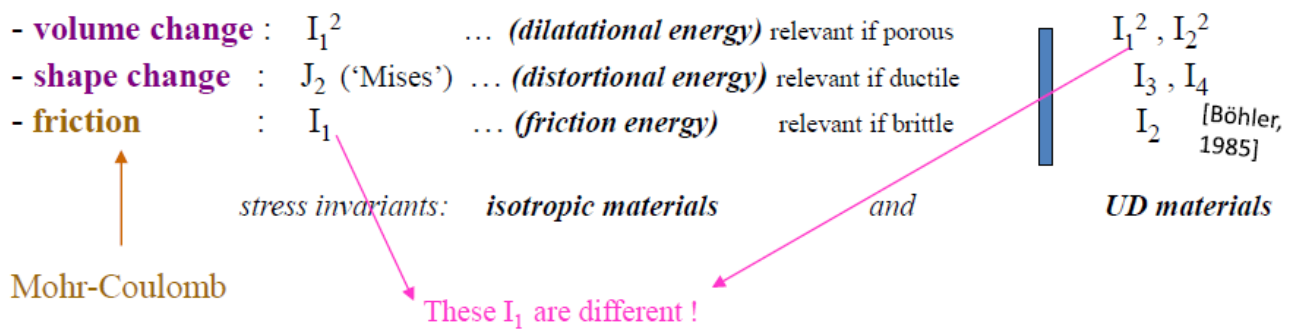 - volume change : I₁² … (dilatational energy) relevant if porous I₁² , I₂²
- shape change : J₂ (‘Mises’) … (distortional energy) relevant if ductile I₃ , I₄
- friction : I₁ … (friction energy) relevant if brittle I₂ [Böhler, 1985]
stress invariants: isotropic materials and UD materials
Mohr-Coulomb
These I₁ are different !